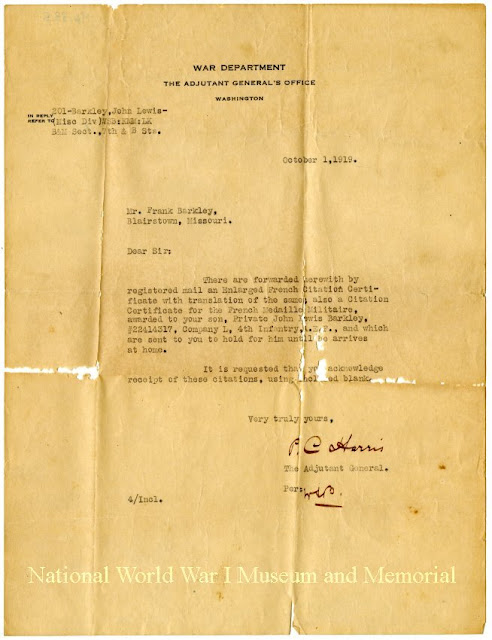 WAR DEPARTMENT
THE ADJUTANT GENERAL'S OFFICE
WASHINGTON
201-Barkley, John Lewis-
IN REPLY
REFER TO (Misc Div)
B&M Sect., 7th & B Sts.
October 1, 1919.
Mr. Frank Barkley,
Blairstown, Missouri.
Dear Sir:
There are forwarded herewith by
registered mail an Enlarged French Citation Certi-
ficate with translation of the same; also a Citation
Certificate for the French Medaille Militaire,
awarded to your son, Private John Lewis Barkley,
#22414317, Company L, 4th Infantry, A.E.F., and which
are sent to you to hold for him until he arrives
at home.
It is requested that you acknowledge
receipt of these citations, using included blank.
Very truly yours,
P. C. Harris
The Adjutant General.
Per:
4/Incl.
National World War I Museum and Memorial